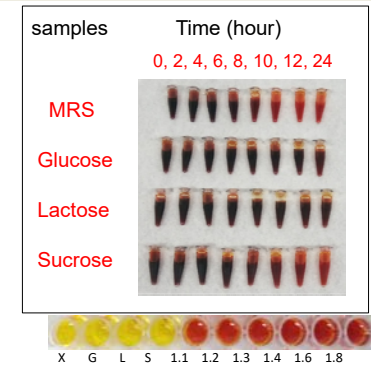 samples Time (hour)
0, 2, 4, 6, 8, 10, 12, 24
MRS
Glucose
Lactose
Sucrose
X G L S 1.1 1.2 1.3 1.4 1.6 1.8